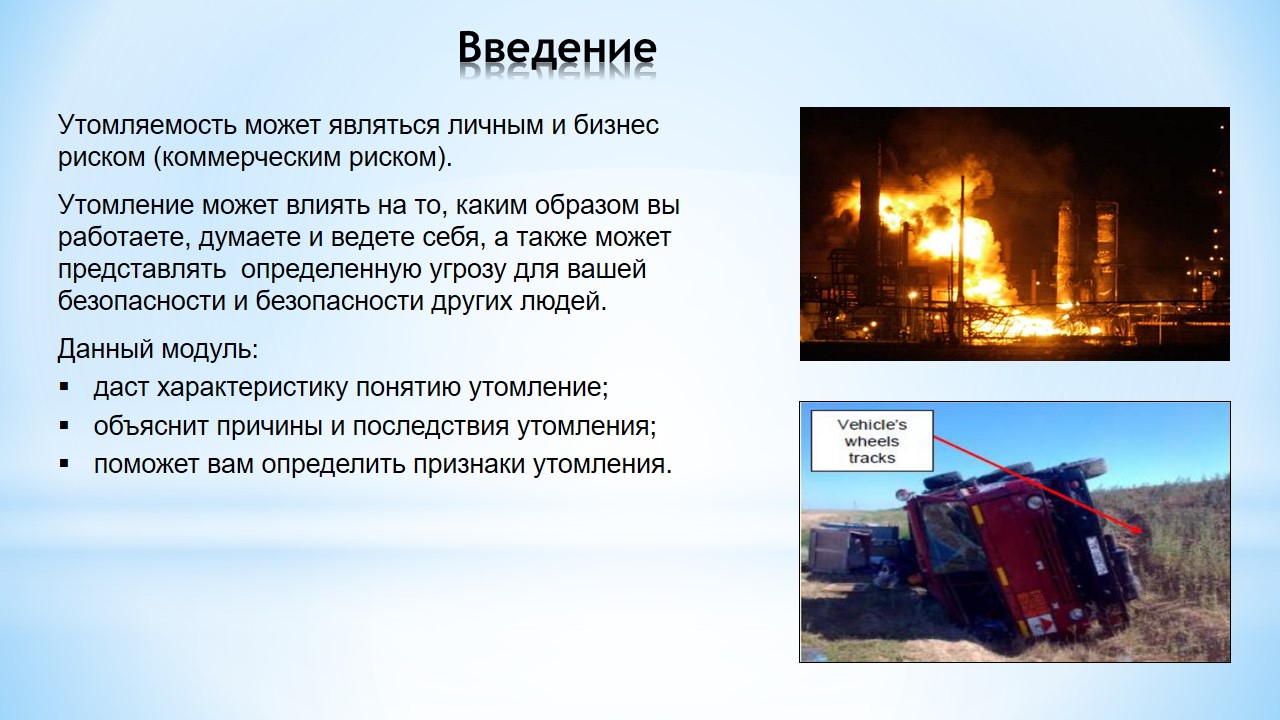 Введение
Утомляемость может являться личным и бизнес
риском (коммерческим риском).
Утомление может влиять на то, каким образом вы
работаете, думаете и ведете себя, а также может
представлять  определенную угрозу для вашей
безопасности и безопасности других людей.
Данный модуль:
▪ даст характеристику понятию утомление;
▪ объяснит причины и последствия утомления;
▪ поможет вам определить признаки утомления.
Vehicle's
wheels
tracks